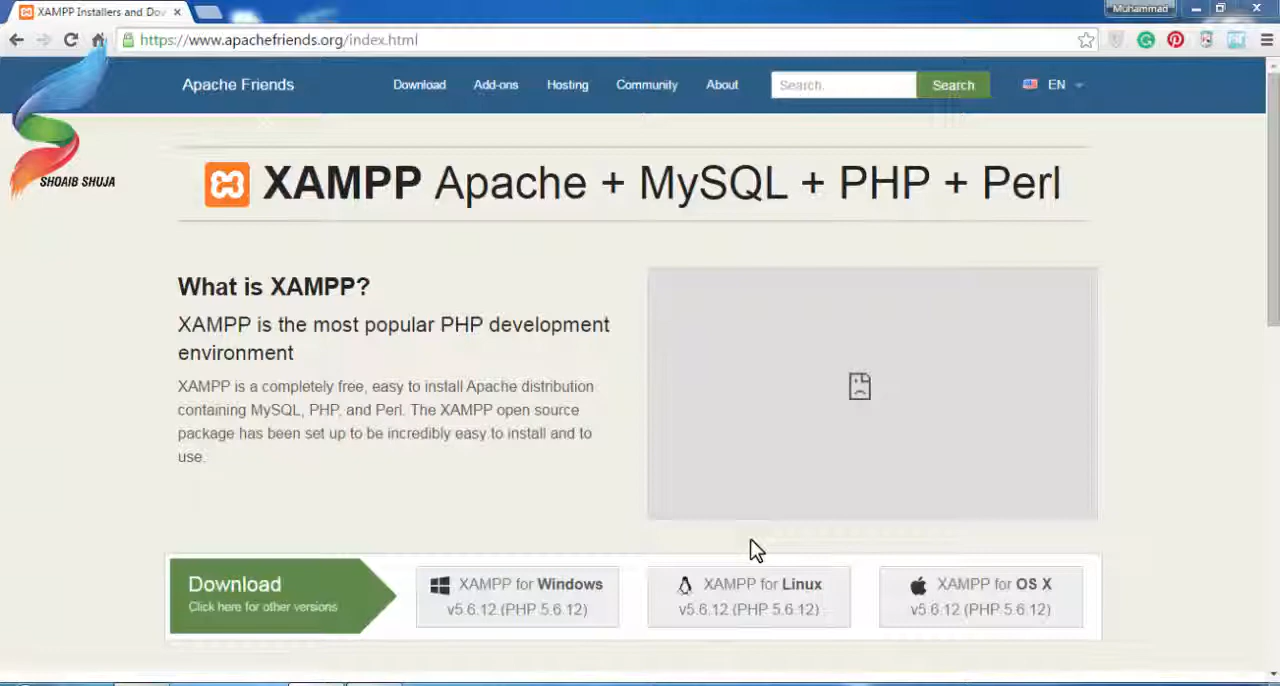 XAMPP Installers and Dov
Muhammad
https://www.apachefriends.org/index.html
Apache Friends
Download
Add-ons
Hosting
Community
About
Search.
Search
EN
SHOAIB SHUJA
XAMPP Apache + MySQL + PHP + Perl
What is XAMPP?
XAMPP is the most popular PHP development
environment
XAMPP is a completely free, easy to install Apache distribution
containing MySQL, PHP, and Perl. The XAMPP open source
package has been set up to be incredibly easy to install and to
use.
Download
Click here for other versions
XAMPP for Windows
v5.6.12 (PHP 5.6.12)
XAMPP for Linux
v5.6.12 (PHP 5.6.12)
XAMPP for OS X
v5.6.12 (PHP 5.6.12)